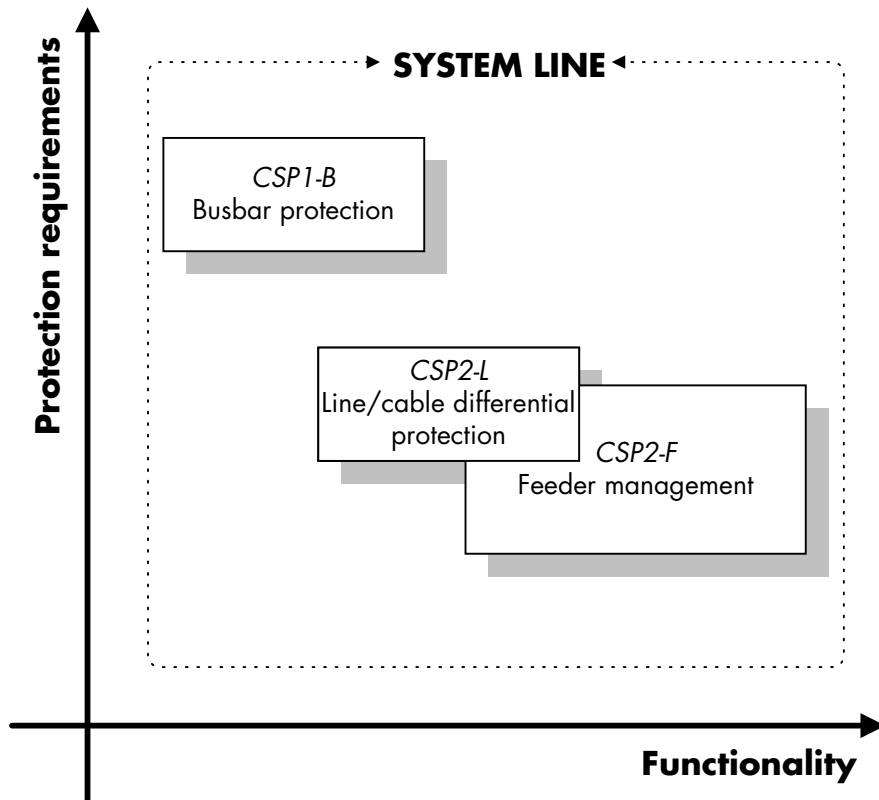 Protection requirements
SYSTEM LINE
CSP1-B
Busbar protection
CSP2-L
Line/cable differential
protection
CSP2-F
Feeder management
Functionality